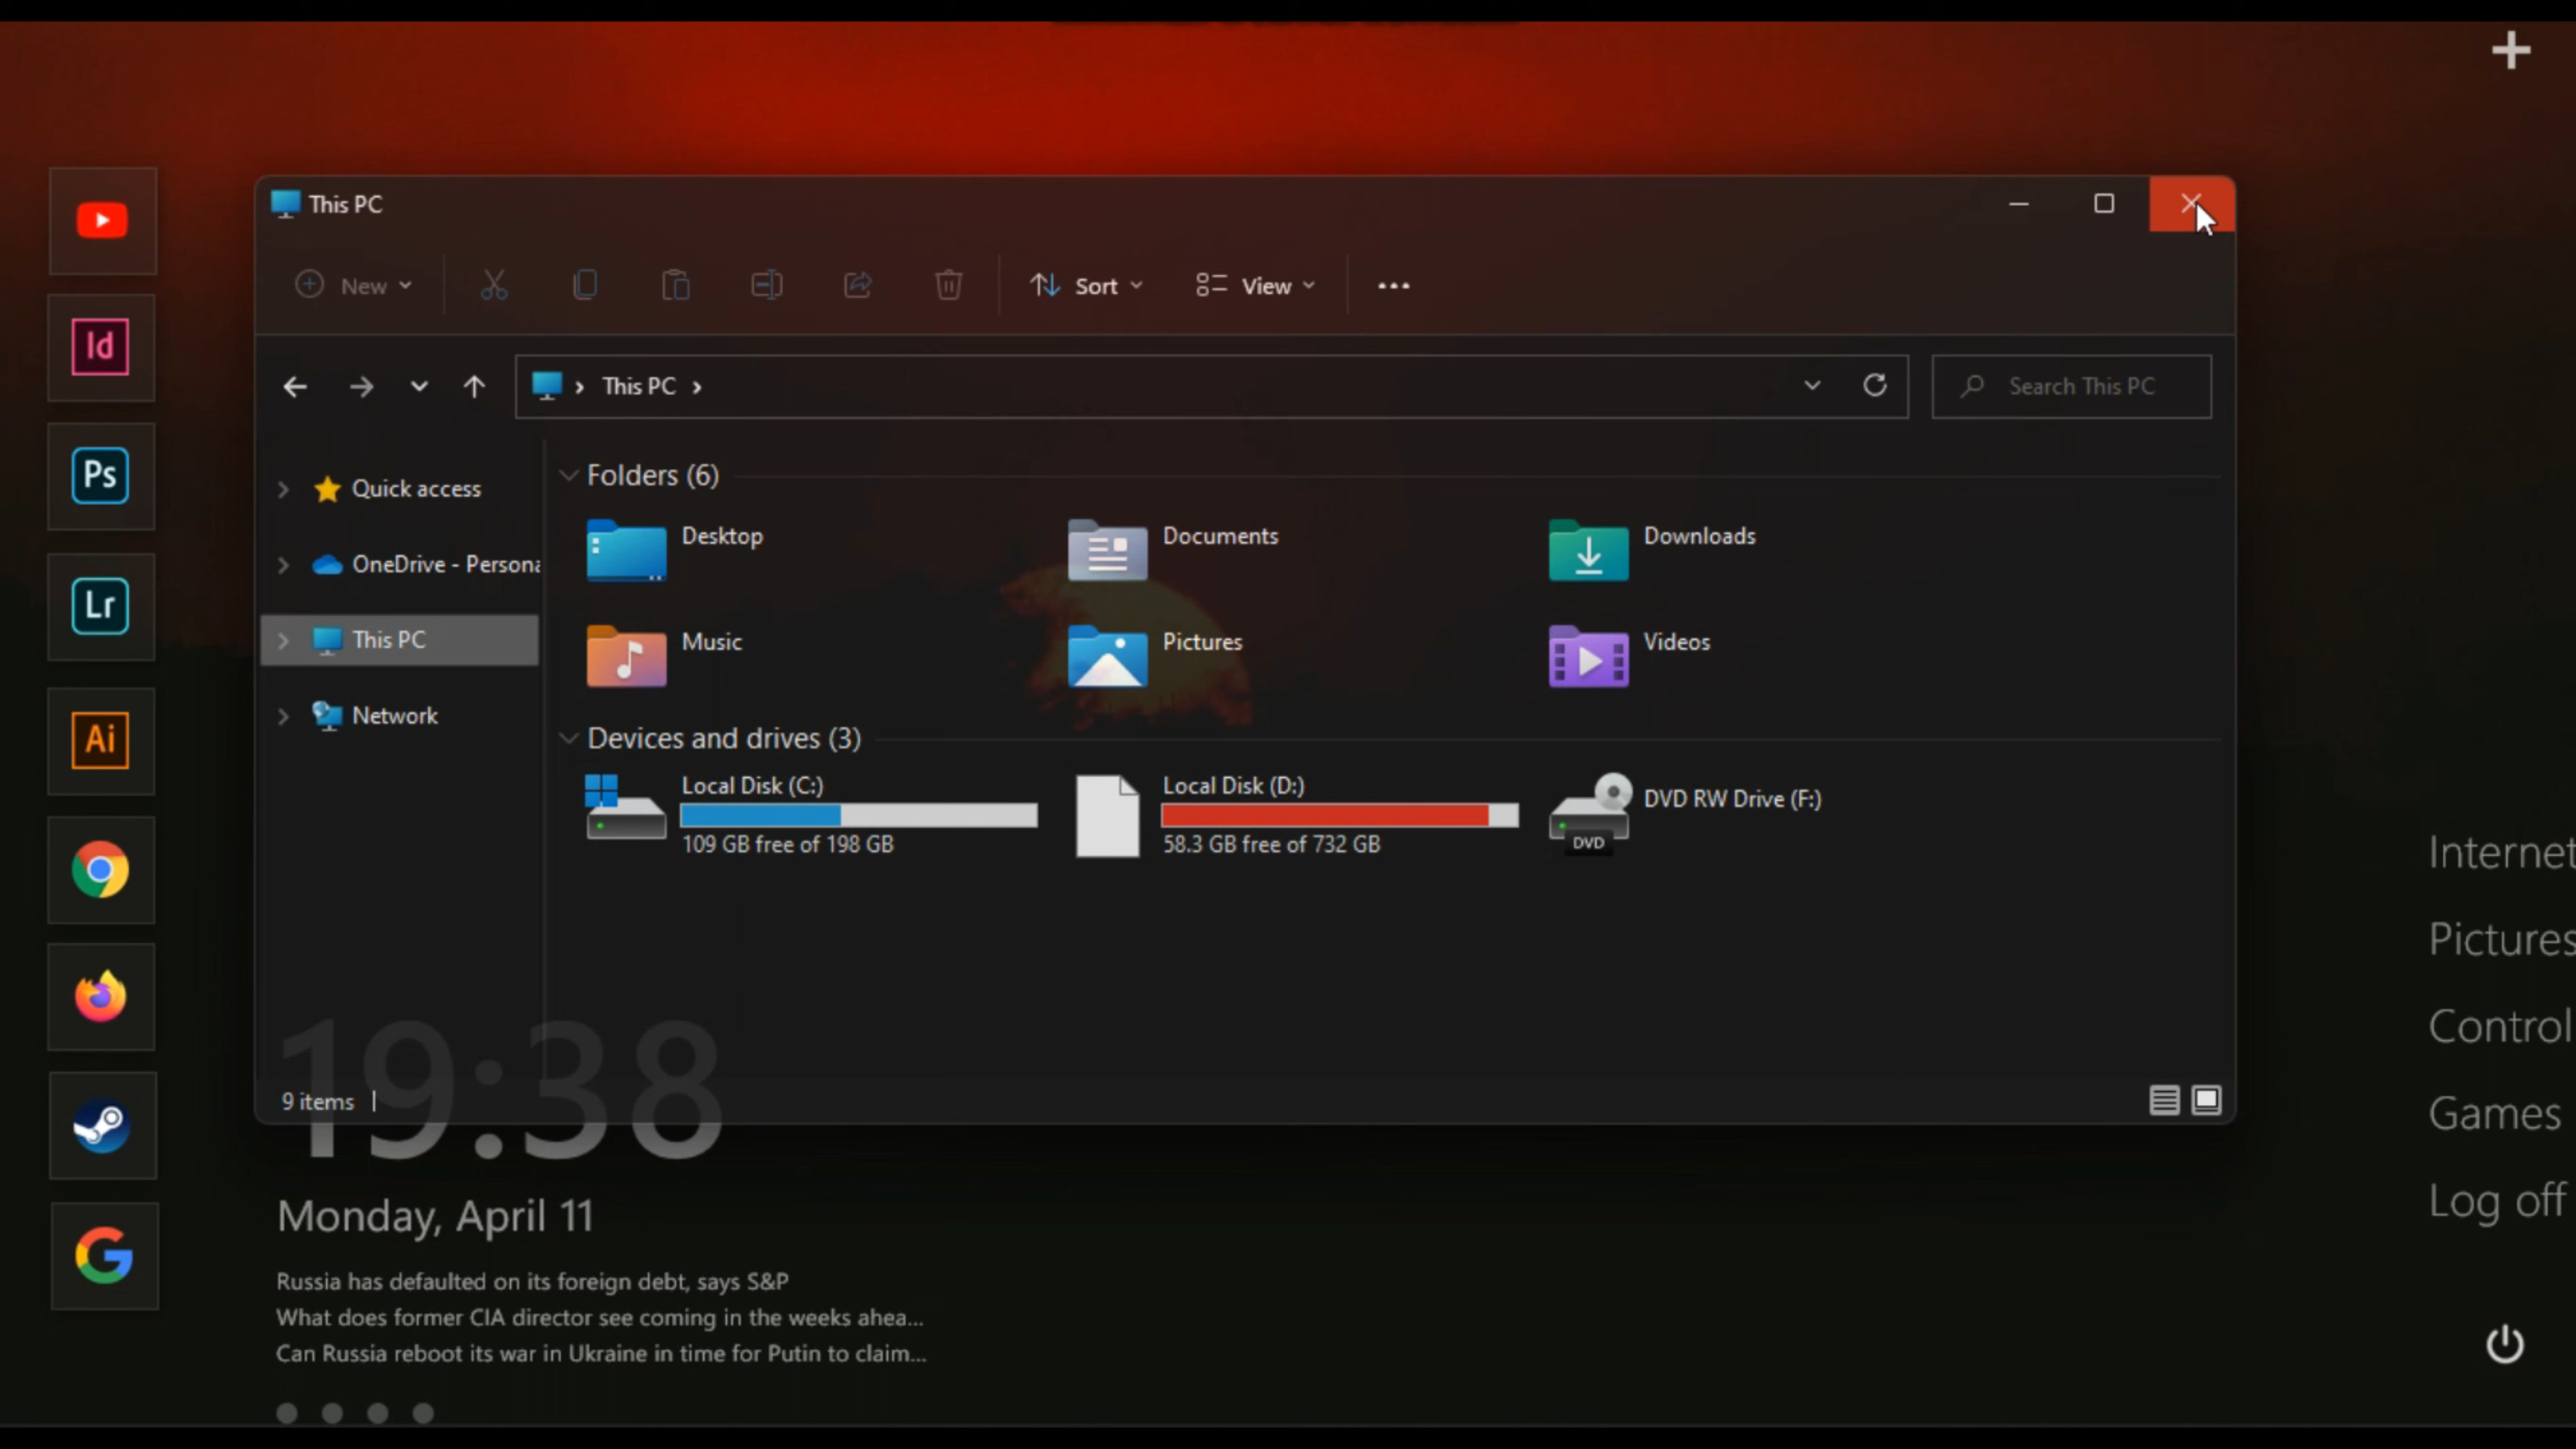 This PC
New
Sort
View
This PC
Search This PC
Quick access
OneDrive - Persona
This PC
Network
Folders (6)
Desktop
Documents
Downloads
Music
Pictures
Videos
Devices and drives (3)
Local Disk (C:)
109 GB free of 198 GB
Local Disk (D:)
58.3 GB free of 732 GB
DVD RW Drive (F:)
DVD
9 items
Id
Ps
Lr
Ai
19:38
Monday, April 11
Russia has defaulted on its foreign debt, says S&P
What does former CIA director see coming in the weeks ahea...
Can Russia reboot its war in Ukraine in time for Putin to claim...
Internet
Pictures
Control
Games
Log off